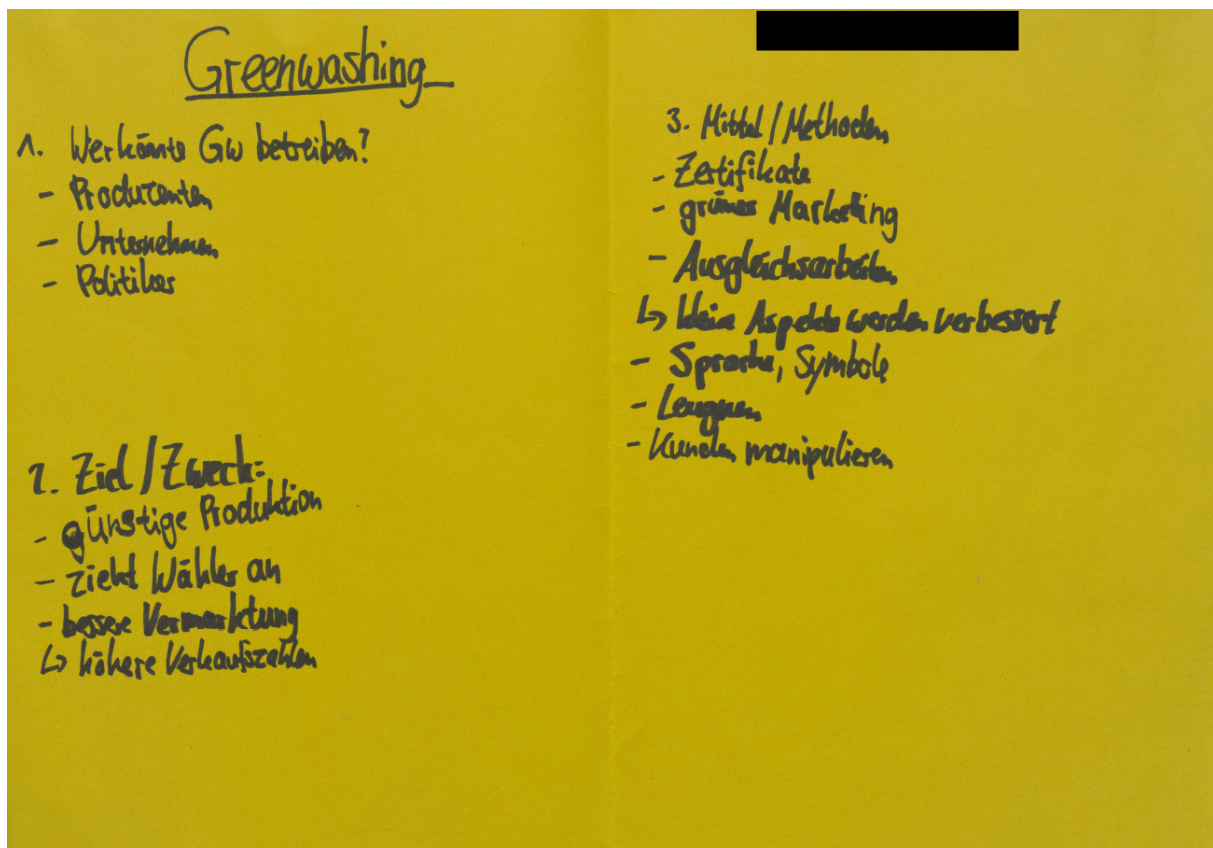 Greenwashing
1. Wer könnte GW betreiben?
- Producenten
- Unternehmen
- Politiker
2. Ziel / Zweck:
- günstige Produktion
- zieht Wähler an
- bessere Vermarktung
↳ höhere Verkaufszahlen
3. Mittel / Methoden
- Zertifikate
- grünes Marketing
- Ausgleichsarbeiten
↳ kleine Aspekte werden verbessert
- Sprache, Symbole
- Leugnen
- Kunden manipulieren